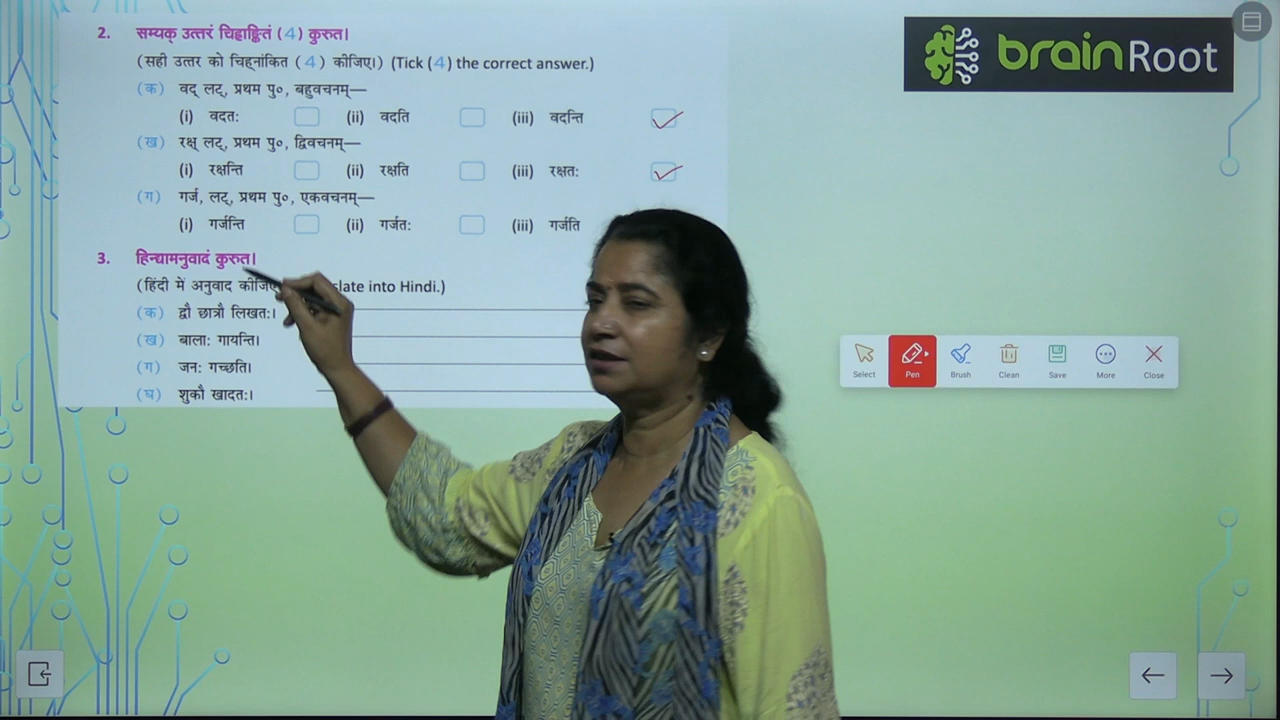 brainRoot
2. सम्यक् उत्तरं चिह्नाङ्कितं (4) कुरुत।
(सही उत्तर को चिह्नांकित (4) कीजिए।) (Tick (4) the correct answer.)
(क) वद् लट्, प्रथम पु०, बहुवचनम्—
(i) वदतः (ii) वदति (iii) वदन्ति
(ख) रक्ष् लट्, प्रथम पु०, द्विवचनम्—
(i) रक्षन्ति (ii) रक्षति (iii) रक्षतः
(ग) गर्ज, लट्, प्रथम पु०, एकवचनम्—
(i) गर्जन्ति (ii) गर्जतः (iii) गर्जति
3. हिन्द्यामनुवादं कुरुत।
(हिंदी में अनुवाद कीजिए slate into Hindi.)
(क) द्वौ छात्रौ लिखतः।
(ख) बालाः गायन्ति।
(ग) जनः गच्छति।
(घ) शुकौ खादतः।
Select Pen Brush Clean Save More Close